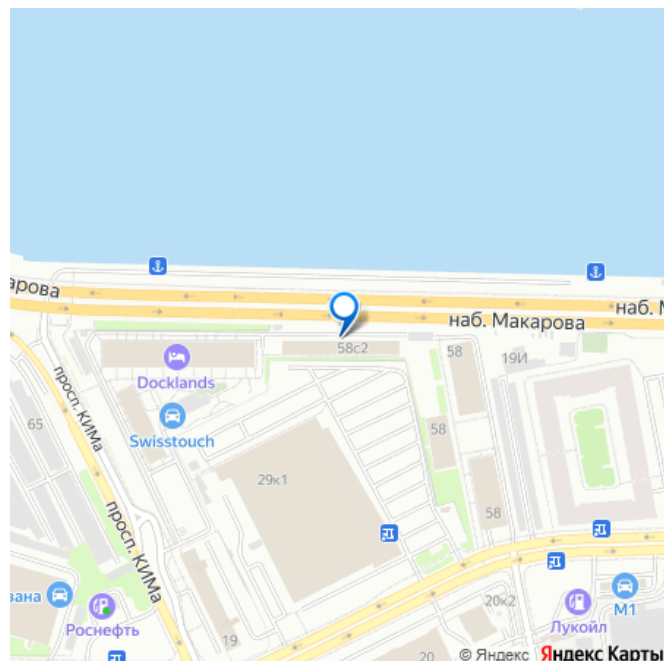 карова
наб. Макарова
наб. М
58с2
58
19И
Docklands
просп. КИМа
65
Swisstouch
58
29к1
просп. КИМа
58
вана
Роснефть
19
20к2
Лукойл
М1
20
© Яндекс Яндекс Карты